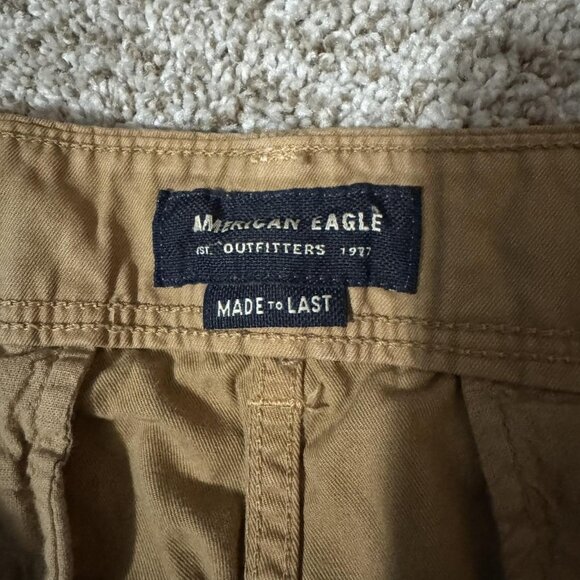 AMERICAN EAGLE
EST. OUTFITTERS 1977
MADE TO LAST